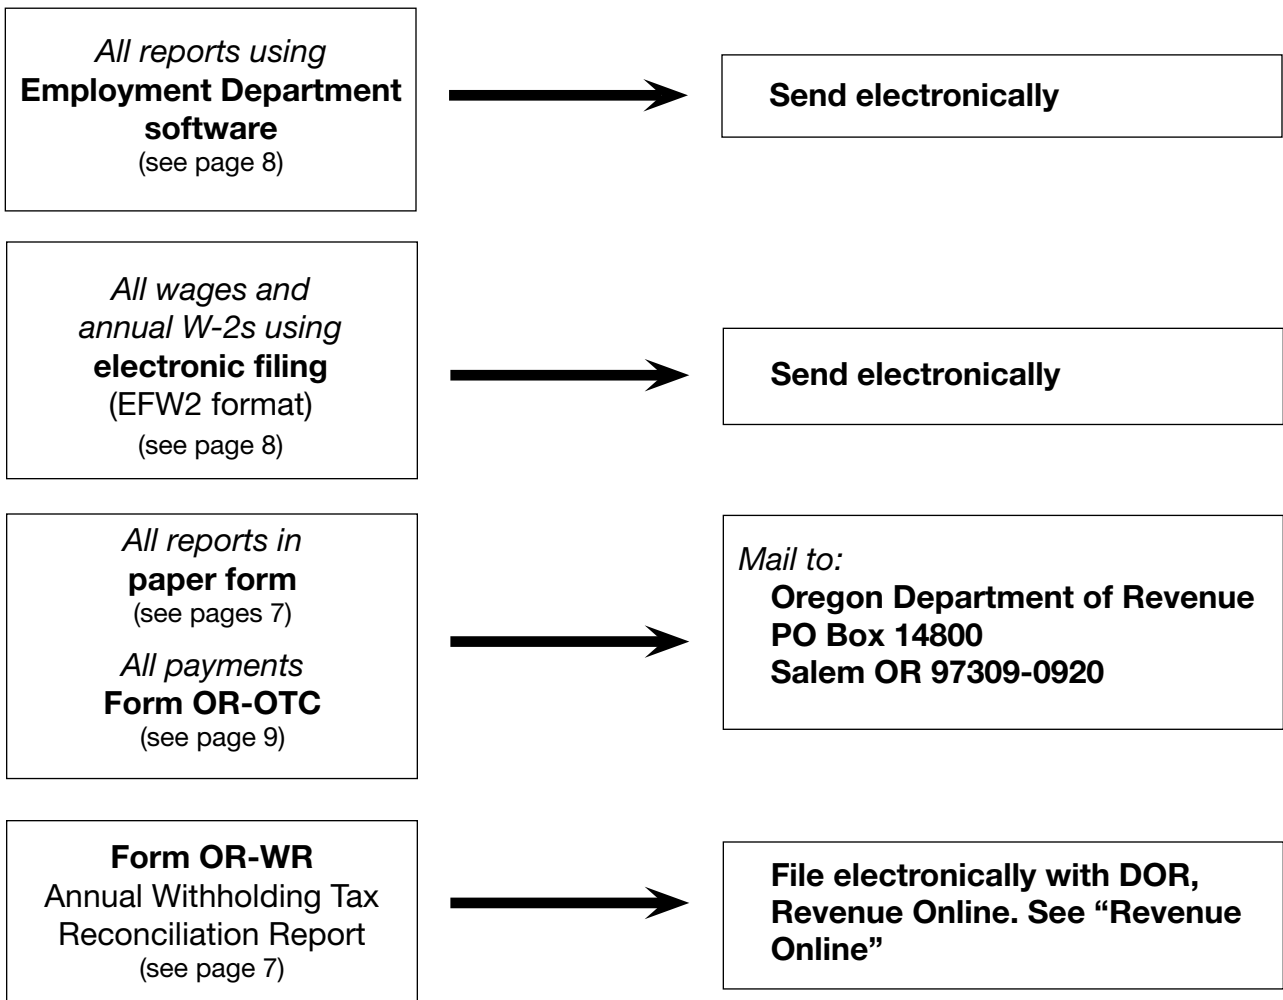 All reports using
Employment Department
software
(see page 8)
Send electronically
All wages and
annual W-2s using
electronic filing
(EFW2 format)
(see page 8)
Send electronically
All reports in
paper form
(see pages 7)
All payments
Form OR-OTC
(see page 9)
Mail to:
Oregon Department of Revenue
PO Box 14800
Salem OR 97309-0920
Form OR-WR
Annual Withholding Tax
Reconciliation Report
(see page 7)
File electronically with DOR,
Revenue Online. See “Revenue
Online”